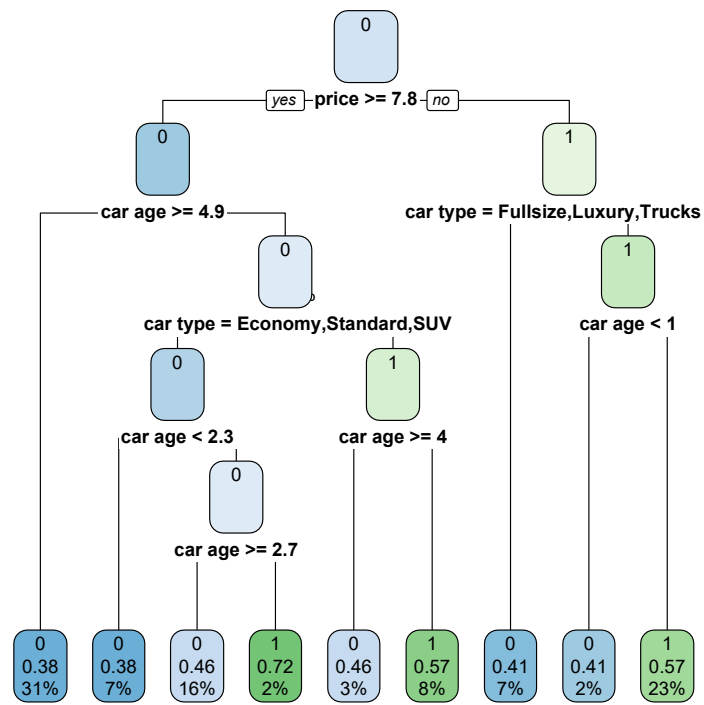 0
yes price >= 7.8 no
0
1
car age >= 4.9
car type = Fullsize,Luxury,Trucks
0
1
car type = Economy,Standard,SUV
car age < 1
0
1
car age < 2.3
car age >= 4
0
car age >= 2.7
0 0 0 1 0 1 0 0 1
0.38 0.38 0.46 0.72 0.46 0.57 0.41 0.41 0.57
31% 7% 16% 2% 3% 8% 7% 2% 23%